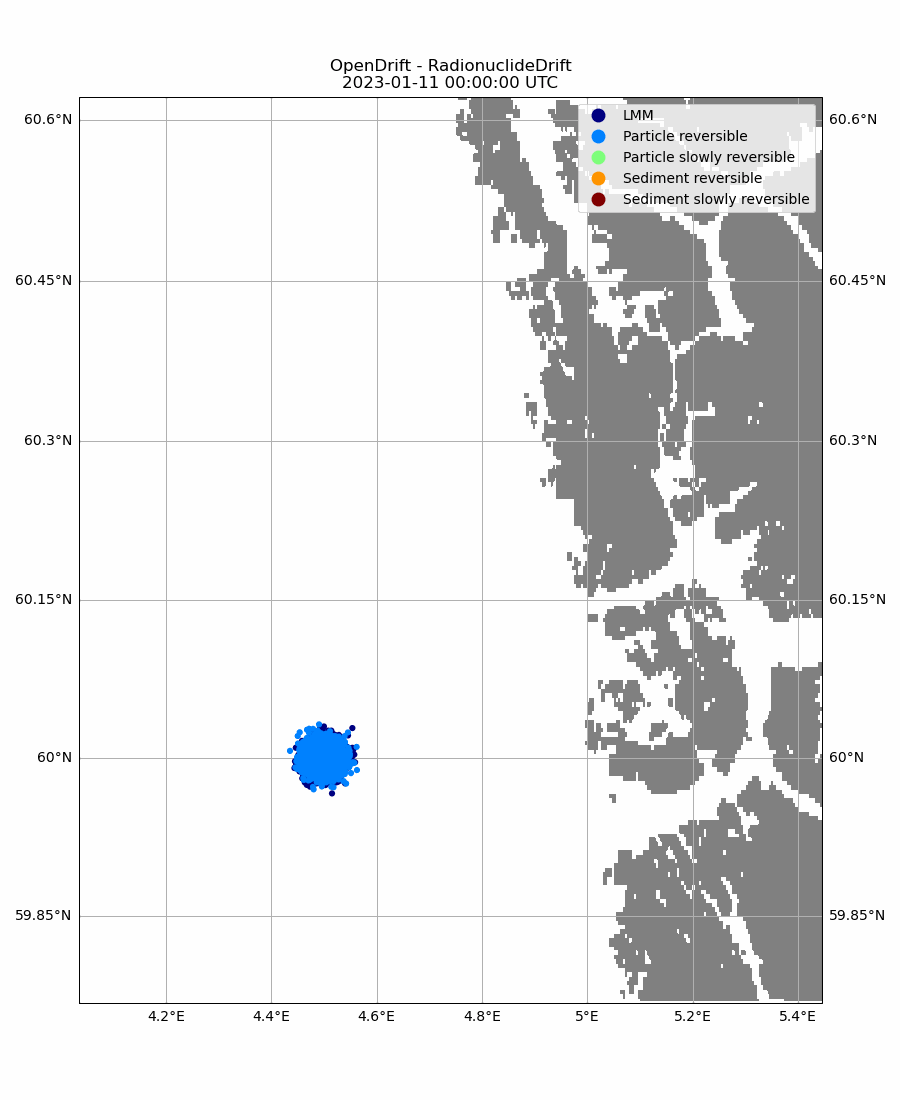 OpenDrift - RadionuclideDrift
2023-01-11 00:00:00 UTC
LMM
Particle reversible
Particle slowly reversible
Sediment reversible
Sediment slowly reversible
60.6°N 60.6°N
60.45°N 60.45°N
60.3°N 60.3°N
60.15°N 60.15°N
60°N 60°N
59.85°N 59.85°N
4.2°E 4.4°E 4.6°E 4.8°E 5°E 5.2°E 5.4°E